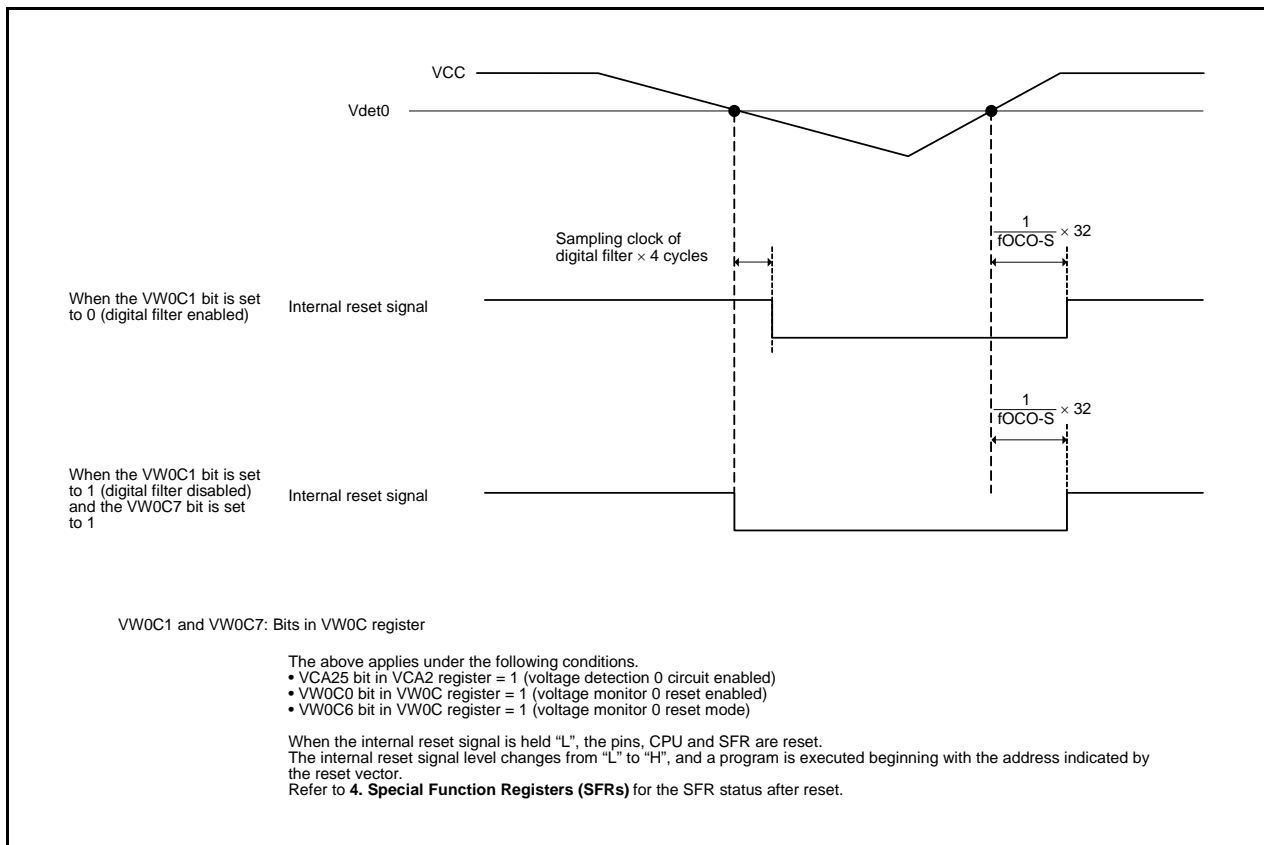 VCC
Vdet0
Sampling clock of
digital filter × 4 cycles
1
fOCO-S × 32
When the VW0C1 bit is set
to 0 (digital filter enabled)
Internal reset signal
1
fOCO-S × 32
When the VW0C1 bit is set
to 1 (digital filter disabled)
and the VW0C7 bit is set
to 1
Internal reset signal
VW0C1 and VW0C7: Bits in VW0C register
The above applies under the following conditions.
• VCA25 bit in VCA2 register = 1 (voltage detection 0 circuit enabled)
• VW0C0 bit in VW0C register = 1 (voltage monitor 0 reset enabled)
• VW0C6 bit in VW0C register = 1 (voltage monitor 0 reset mode)
When the internal reset signal is held “L”, the pins, CPU and SFR are reset.
The internal reset signal level changes from “L” to “H”, and a program is executed beginning with the address indicated by
the reset vector.
Refer to 4. Special Function Registers (SFRs) for the SFR status after reset.